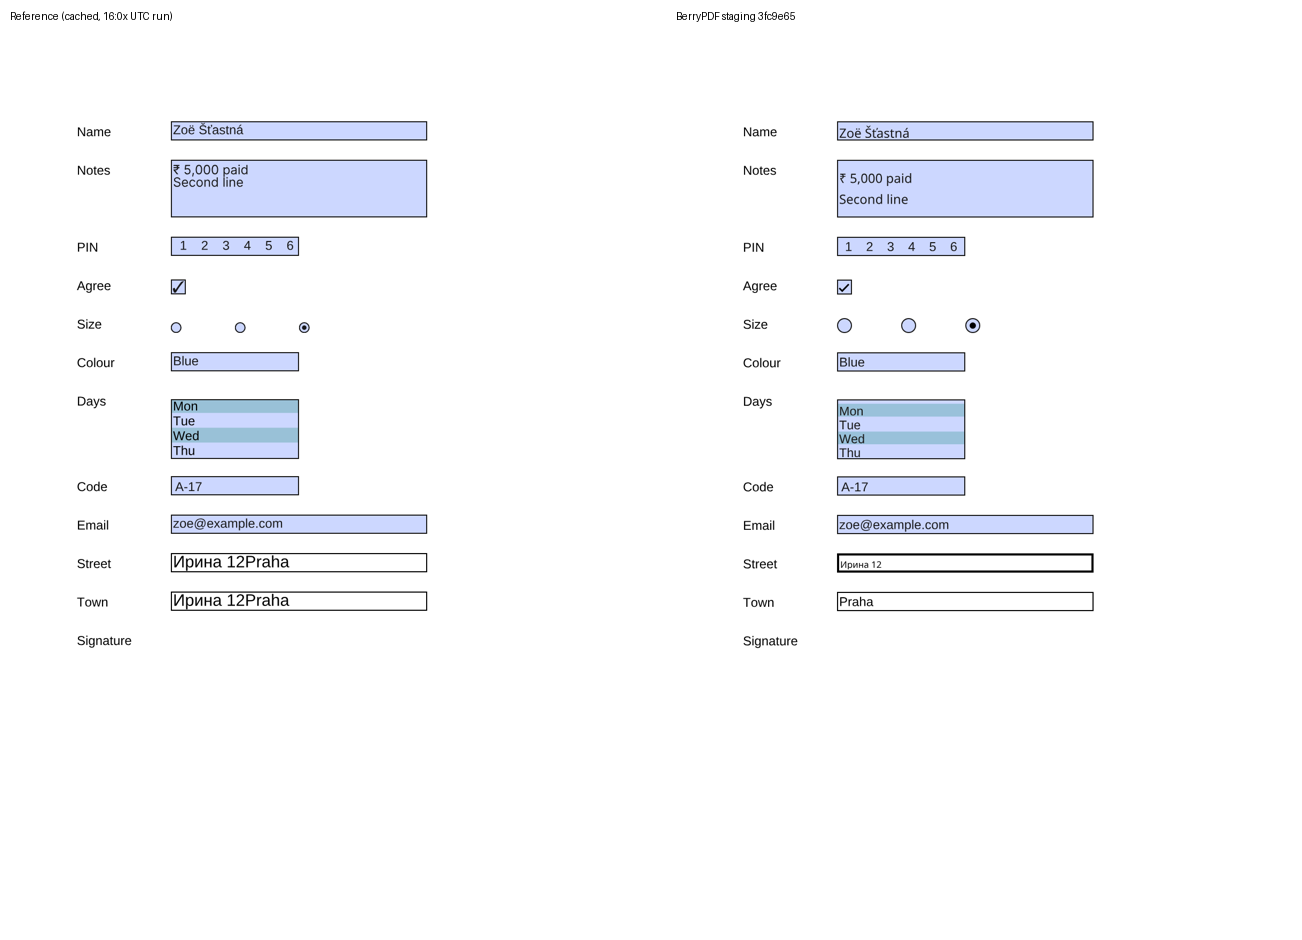 Reference (cached, 16:0x UTC run)
Name Zoë Šťastná
Notes ₹ 5,000 paid
Second line
PIN 1 2 3 4 5 6
Agree
Size
Colour Blue
Days Mon
Tue
Wed
Thu
Code A-17
Email zoe@example.com
Street Ирина 12Praha
Town Ирина 12Praha
Signature
BerryPDF staging 3fc9e65
Name Zoë Šťastná
Notes ₹ 5,000 paid
Second line
PIN 1 2 3 4 5 6
Agree
Size
Colour Blue
Days Mon
Tue
Wed
Thu
Code A-17
Email zoe@example.com
Street Ирина 12
Town Praha
Signature